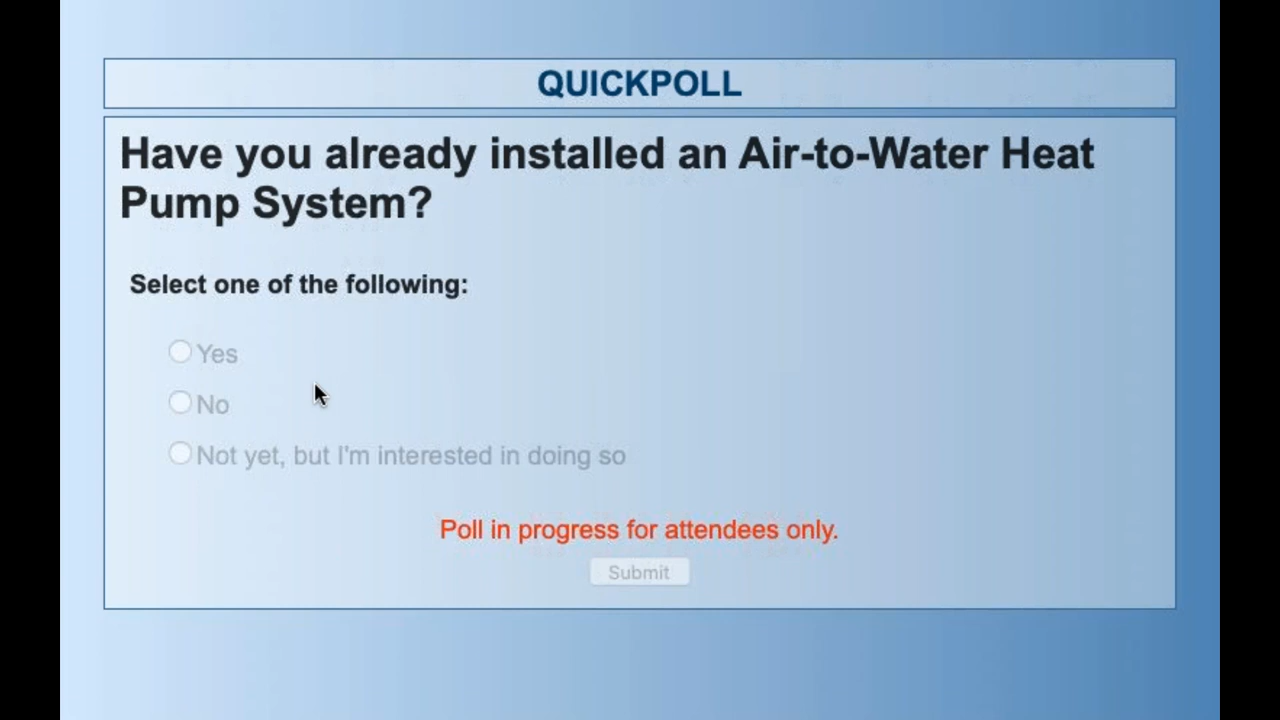 QUICKPOLL
Have you already installed an Air-to-Water Heat
Pump System?
Select one of the following:
Yes
No
Not yet, but I'm interested in doing so
Poll in progress for attendees only.
Submit